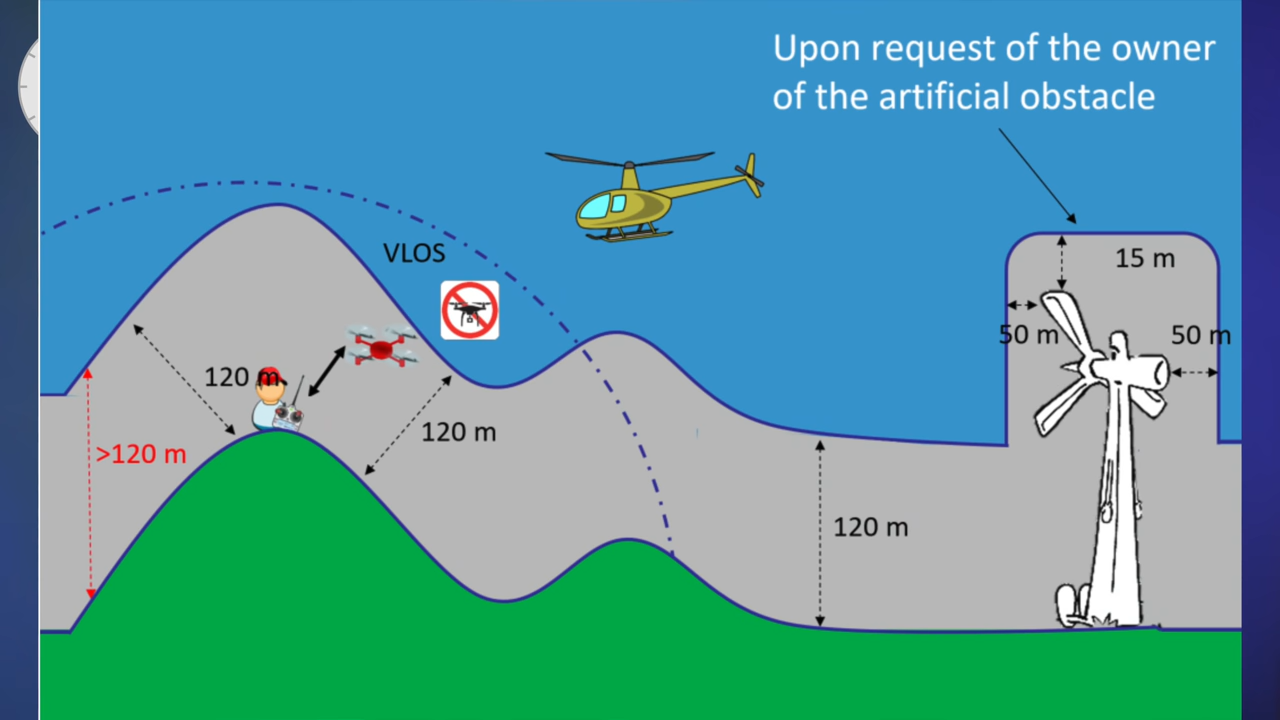 Upon request of the owner
of the artificial obstacle
VLOS
15 m
50 m
50 m
120 m
120 m
>120 m
120 m